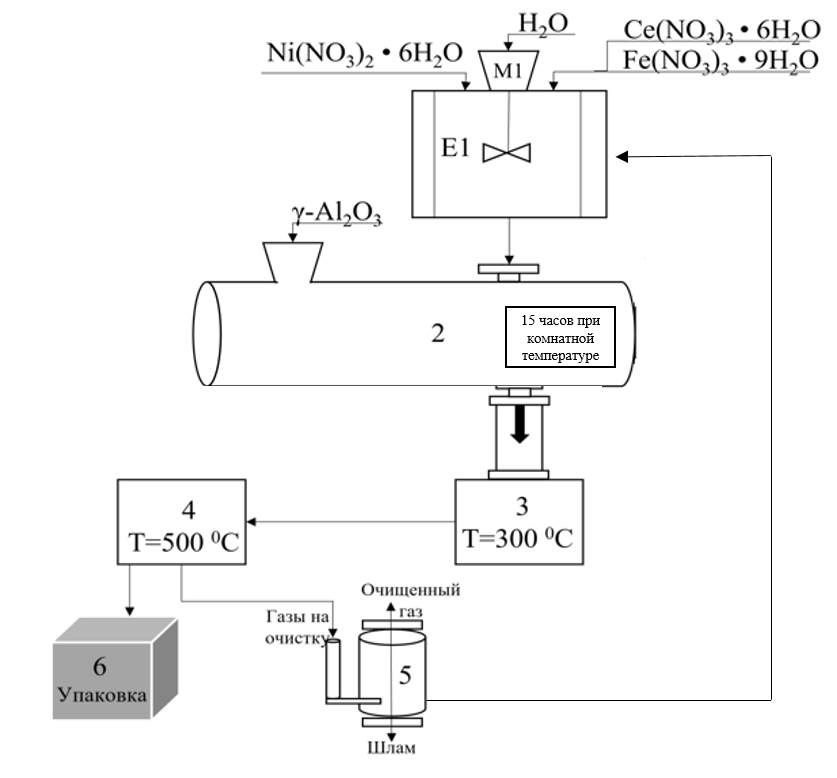 H₂O
Ce(NO₃)₃ • 6H₂O
Ni(NO₃)₂ • 6H₂O
Fe(NO₃)₃ • 9H₂O
M1
E1
γ-Al₂O₃
2
15 часов при
комнатной
температуре
4
T=500 ⁰C
3
T=300 ⁰C
Очищенный
газ
Газы на
очистку
5
6
Упаковка
Шлам